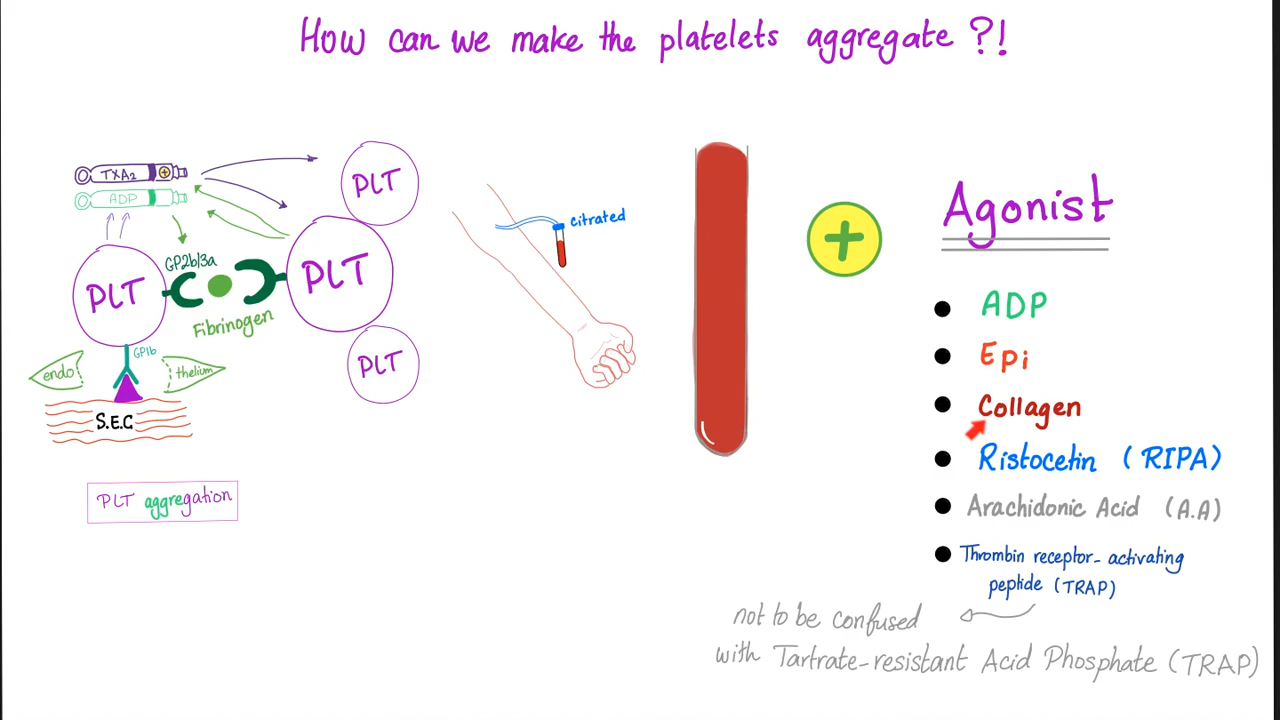 How can we make the platelets aggregate ?!
TXA2
ADP
PLT
PLT
PLT
PLT
GP2b/3a
Fibrinogen
GP1b
endo
thelium
S.E.C
PLT aggregation
Citrated
+
Agonist
ADP
Epi
Collagen
Ristocetin (RIPA)
Arachidonic Acid (A.A)
Thrombin receptor-activating
peptide (TRAP)
not to be confused
with Tartrate-resistant Acid Phosphate (TRAP)